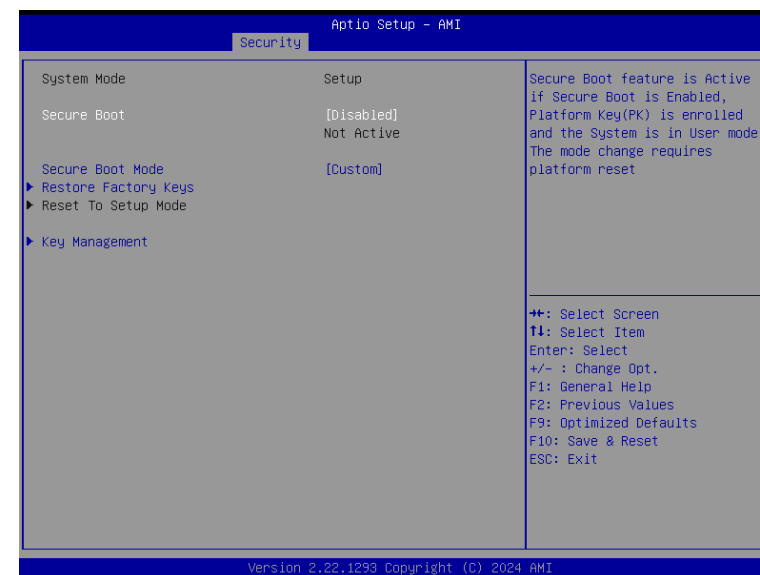 Aptio Setup – AMI
Security
System Mode Setup
Secure Boot [Disabled]
Not Active
Secure Boot Mode [Custom]
Restore Factory Keys
Reset To Setup Mode
Key Management
Secure Boot feature is Active
if Secure Boot is Enabled,
Platform Key(PK) is enrolled
and the System is in User mode
The mode change requires
platform reset
→←: Select Screen
↑↓: Select Item
Enter: Select
+/- : Change Opt.
F1: General Help
F2: Previous Values
F9: Optimized Defaults
F10: Save & Reset
ESC: Exit
Version 2.22.1293 Copyright (C) 2024 AMI